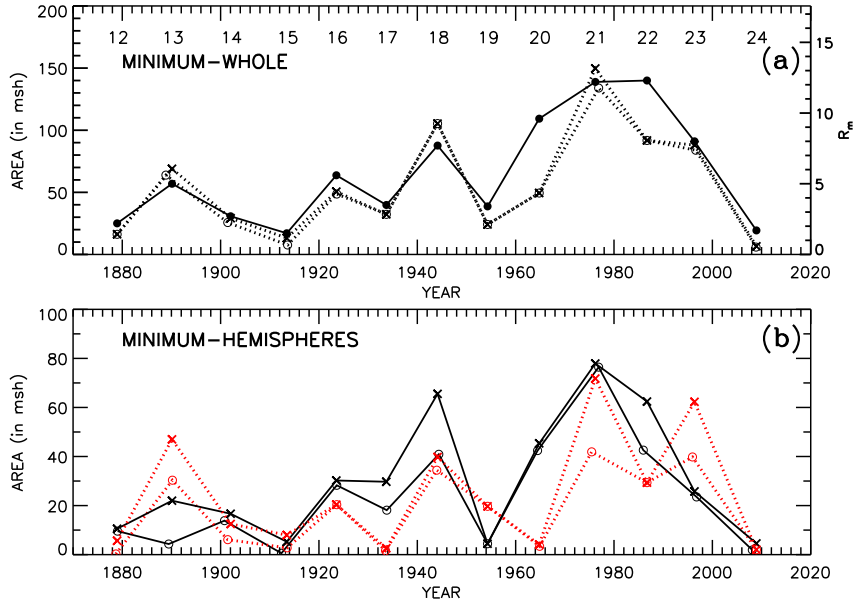 200
150
100
50
0
AREA (in msh)
12 13 14 15 16 17 18 19 20 21 22 23 24
MINIMUM−WHOLE
(a)
15
10
5
0
R_m
1880 1900 1920 1940 1960 1980 2000 2020
YEAR
100
80
60
40
20
0
AREA (in msh)
MINIMUM−HEMISPHERES
(b)
1880 1900 1920 1940 1960 1980 2000 2020
YEAR